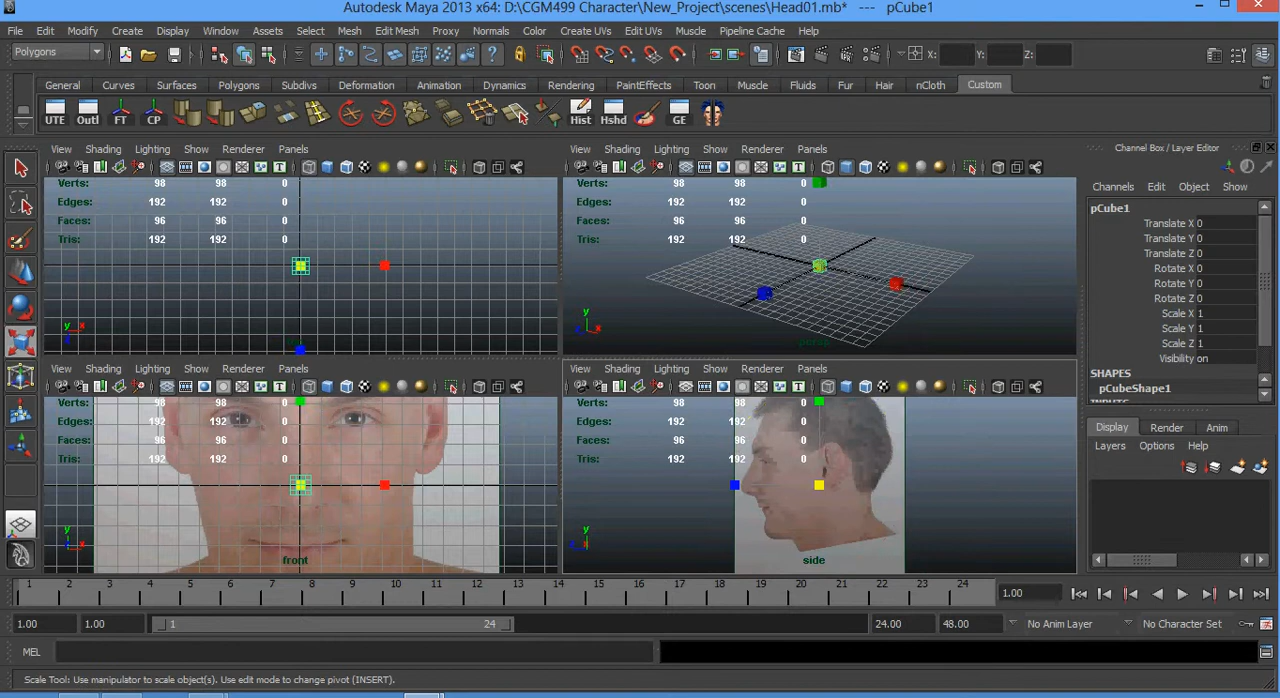 Autodesk Maya 2013 x64: D:\CGM499 Character\New_Project\scenes\Head01.mb* --- pCube1
File Edit Modify Create Display Window Assets Select Mesh Edit Mesh Proxy Normals Color Create UVs Edit UVs Muscle Pipeline Cache Help
Polygons X: Y: Z:
General Curves Surfaces Polygons Subdivs Deformation Animation Dynamics Rendering PaintEffects Toon Muscle Fluids Fur Hair nCloth Custom
UTE Outl FT CP Hist Hshd GE
View Shading Lighting Show Renderer Panels
Verts: 98 98 0
Edges: 192 192 0
Faces: 96 96 0
Tris: 192 192 0
y x
View Shading Lighting Show Renderer Panels
Verts: 98 98 0
Edges: 192 192 0
Faces: 96 96 0
Tris: 192 192 0
y x
persp
View Shading Lighting Show Renderer Panels
Verts: 98 98 0
Edges: 192 192 0
Faces: 96 96 0
Tris: 192 192 0
y x
front
View Shading Lighting Show Renderer Panels
Verts: 98 98 0
Edges: 192 192 0
Faces: 96 96 0
Tris: 192 192 0
y
side
Channel Box / Layer Editor
Channels Edit Object Show
pCube1
Translate X 0
Translate Y 0
Translate Z 0
Rotate X 0
Rotate Y 0
Rotate Z 0
Scale X 1
Scale Y 1
Scale Z 1
Visibility on
SHAPES
pCubeShape1
INPUTS
Display Render Anim
Layers Options Help
1 2 3 4 5 6 7 8 9 10 11 12 13 14 15 16 17 18 19 20 21 22 23 24 1.00
1.00 1.00 1 24 24.00 48.00 No Anim Layer No Character Set
MEL
Scale Tool: Use manipulator to scale object(s). Use edit mode to change pivot (INSERT).